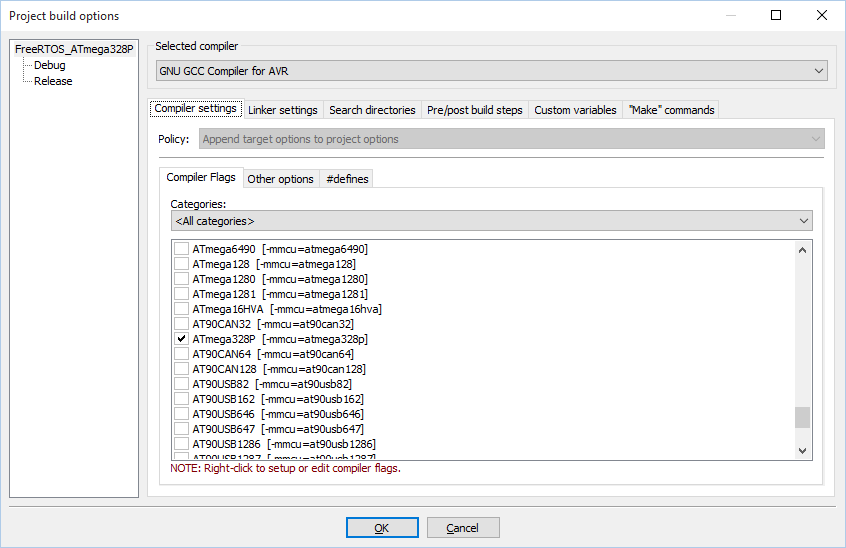 Project build options
FreeRTOS_ATmega328P
Debug
Release
Selected compiler
GNU GCC Compiler for AVR
Compiler settings Linker settings Search directories Pre/post build steps Custom variables "Make" commands
Policy: Append target options to project options
Compiler Flags Other options #defines
Categories:
<All categories>
ATmega6490 [-mmcu=atmega6490]
ATmega128 [-mmcu=atmega128]
ATmega1280 [-mmcu=atmega1280]
ATmega1281 [-mmcu=atmega1281]
ATmega16HVA [-mmcu=atmega16hva]
AT90CAN32 [-mmcu=at90can32]
ATmega328P [-mmcu=atmega328p]
AT90CAN64 [-mmcu=at90can64]
AT90CAN128 [-mmcu=at90can128]
AT90USB82 [-mmcu=at90usb82]
AT90USB162 [-mmcu=at90usb162]
AT90USB646 [-mmcu=at90usb646]
AT90USB647 [-mmcu=at90usb647]
AT90USB1286 [-mmcu=at90usb1286]
AT90USB1287 [-mmcu=at90usb1287]
NOTE: Right-click to setup or edit compiler flags.
OK Cancel